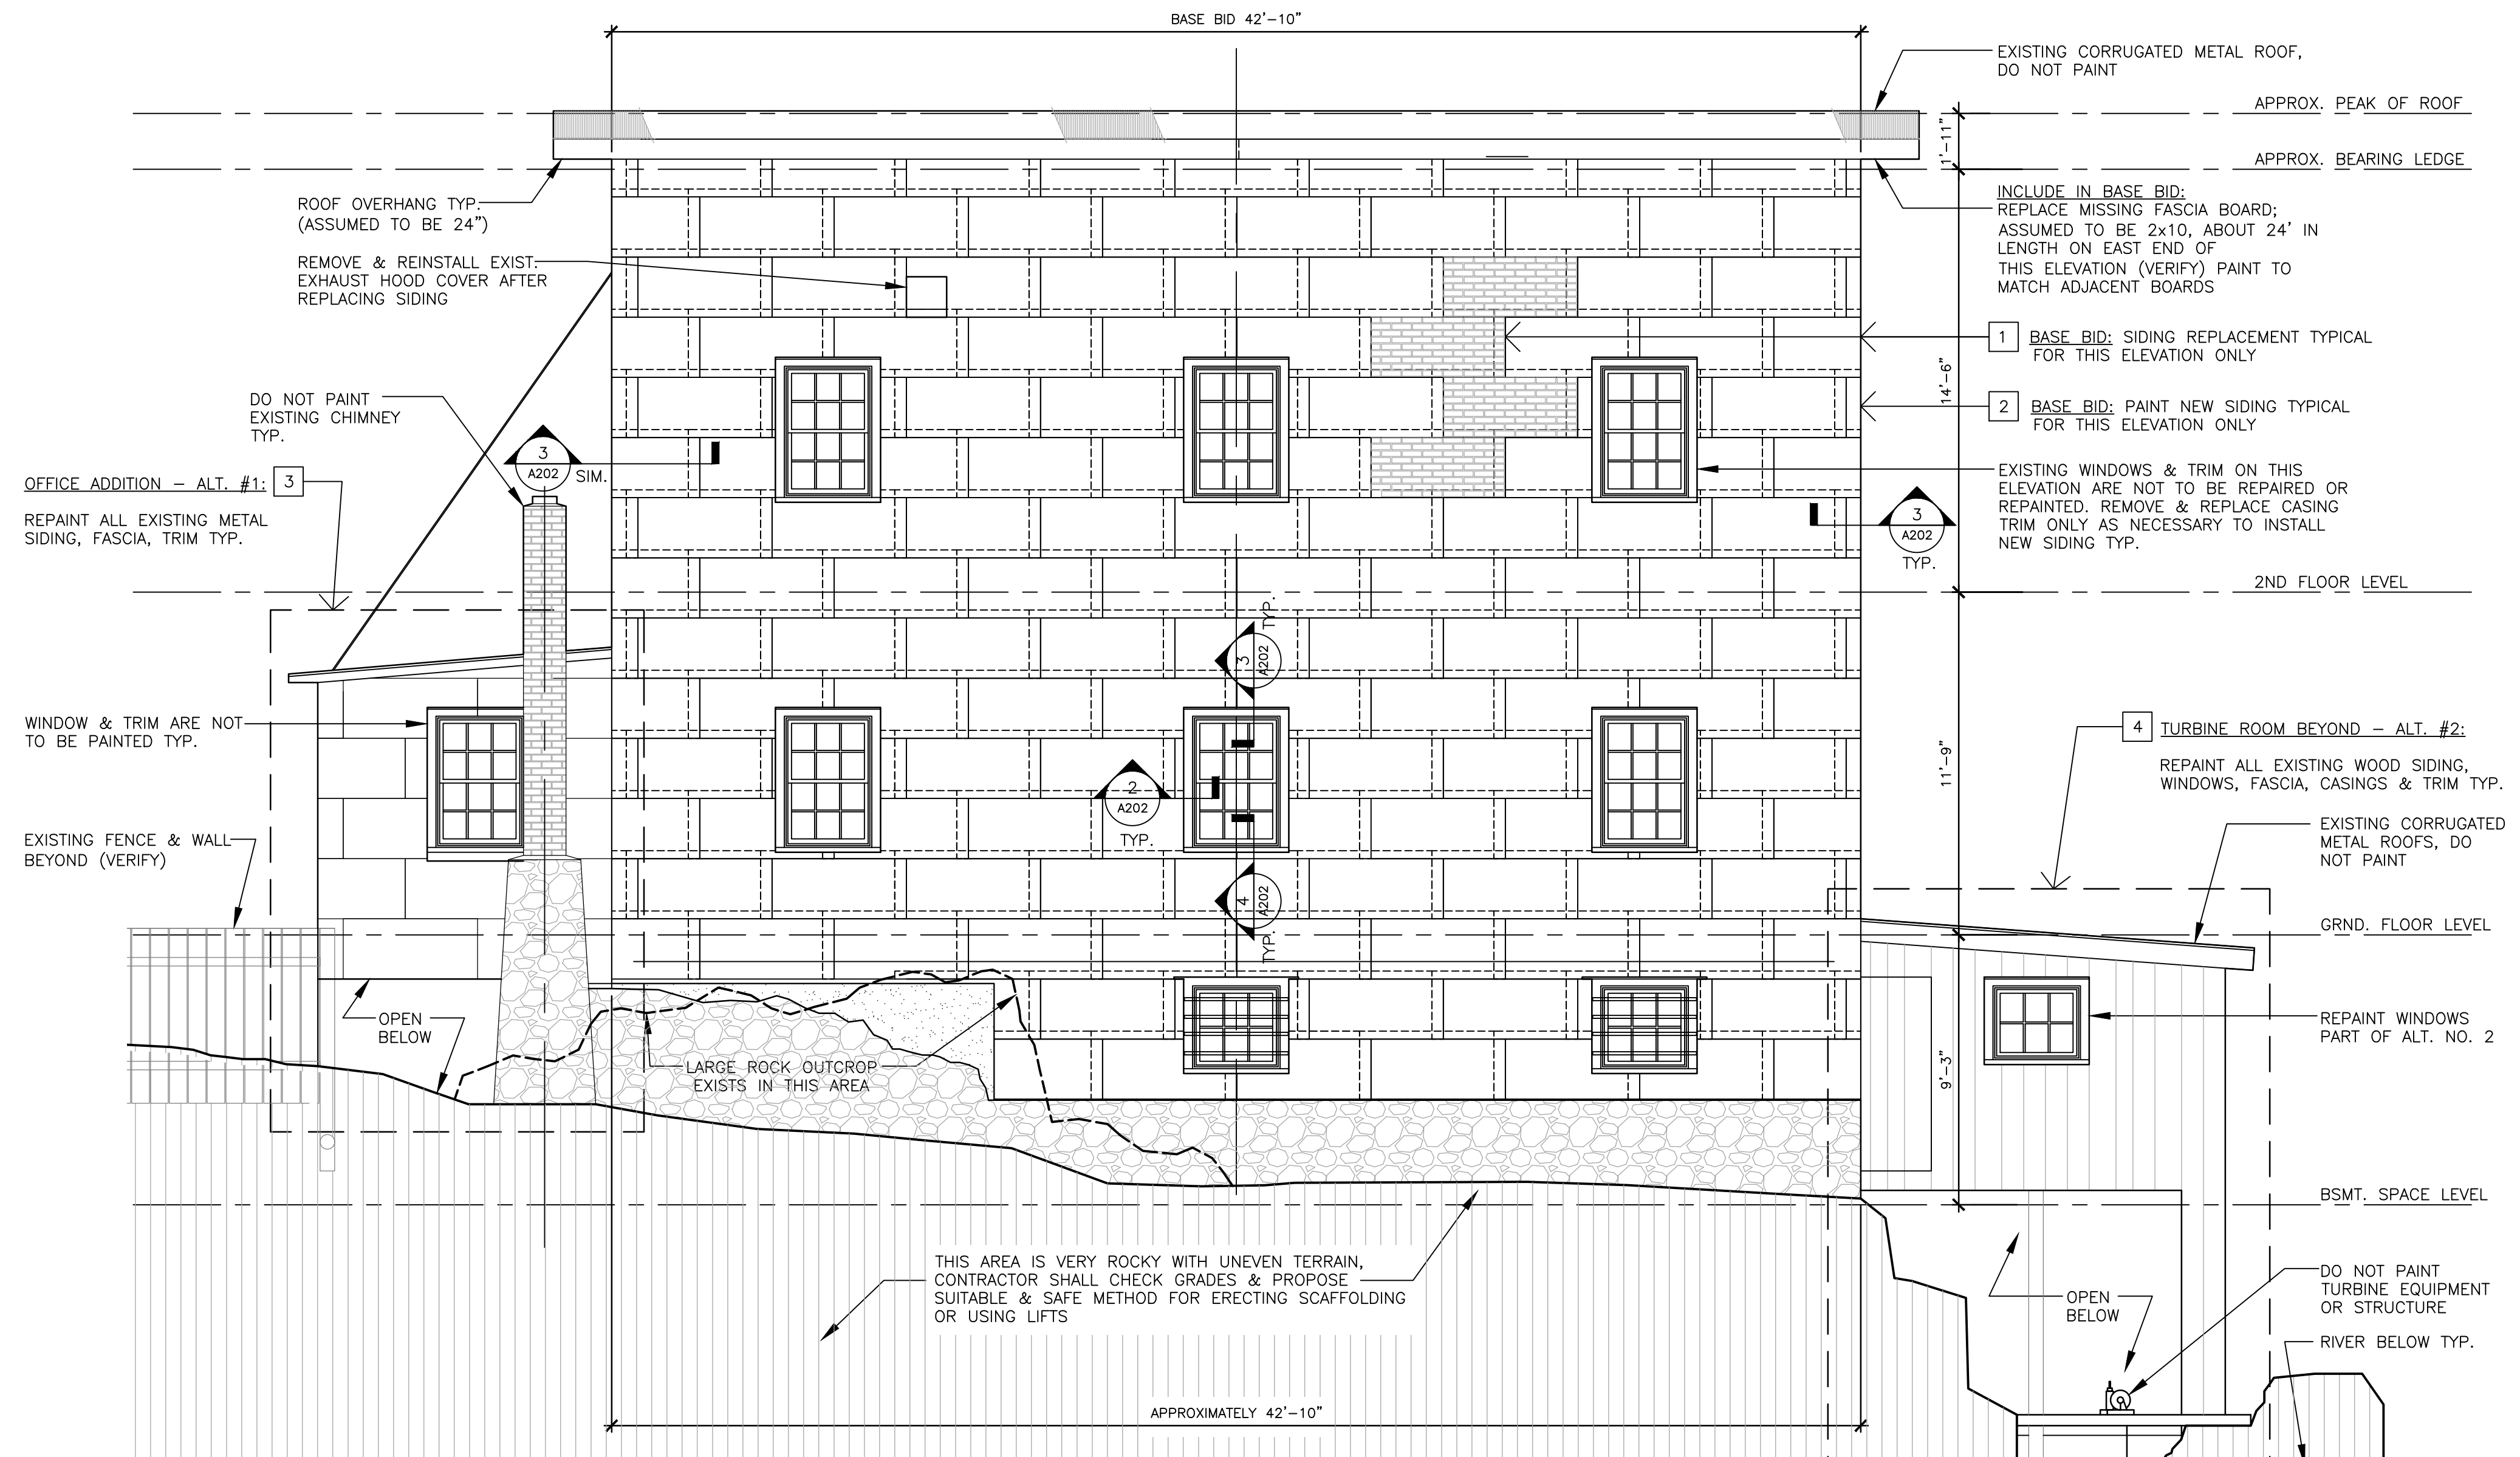 BASE BID 42'-10"
EXISTING CORRUGATED METAL ROOF,
DO NOT PAINT
APPROX. PEAK OF ROOF
1'-11"
APPROX. BEARING LEDGE
ROOF OVERHANG TYP.
(ASSUMED TO BE 24")
REMOVE & REINSTALL EXIST.
EXHAUST HOOD COVER AFTER
REPLACING SIDING
INCLUDE IN BASE BID:
REPLACE MISSING FASCIA BOARD;
ASSUMED TO BE 2x10, ABOUT 24' IN
LENGTH ON EAST END OF
THIS ELEVATION (VERIFY) PAINT TO
MATCH ADJACENT BOARDS
1 BASE BID: SIDING REPLACEMENT TYPICAL
FOR THIS ELEVATION ONLY
14'-6"
2 BASE BID: PAINT NEW SIDING TYPICAL
FOR THIS ELEVATION ONLY
DO NOT PAINT
EXISTING CHIMNEY
TYP.
3
A202
SIM.
OFFICE ADDITION - ALT. #1: 3
REPAINT ALL EXISTING METAL
SIDING, FASCIA, TRIM TYP.
EXISTING WINDOWS & TRIM ON THIS
ELEVATION ARE NOT TO BE REPAIRED OR
REPAINTED. REMOVE & REPLACE CASING
TRIM ONLY AS NECESSARY TO INSTALL
NEW SIDING TYP.
3
A202
TYP.
2ND FLOOR LEVEL
TYP.
3
A202
WINDOW & TRIM ARE NOT
TO BE PAINTED TYP.
4 TURBINE ROOM BEYOND - ALT. #2:
REPAINT ALL EXISTING WOOD SIDING,
WINDOWS, FASCIA, CASINGS & TRIM TYP.
11'-9"
2
A202
TYP.
EXISTING FENCE & WALL
BEYOND (VERIFY)
EXISTING CORRUGATED
METAL ROOFS, DO
NOT PAINT
4
A202
TYP.
GRND. FLOOR LEVEL
OPEN
BELOW
LARGE ROCK OUTCROP
EXISTS IN THIS AREA
REPAINT WINDOWS
PART OF ALT. NO. 2
9'-3"
BSMT. SPACE LEVEL
THIS AREA IS VERY ROCKY WITH UNEVEN TERRAIN,
CONTRACTOR SHALL CHECK GRADES & PROPOSE
SUITABLE & SAFE METHOD FOR ERECTING SCAFFOLDING
OR USING LIFTS
OPEN
BELOW
DO NOT PAINT
TURBINE EQUIPMENT
OR STRUCTURE
RIVER BELOW TYP.
APPROXIMATELY 42'-10"